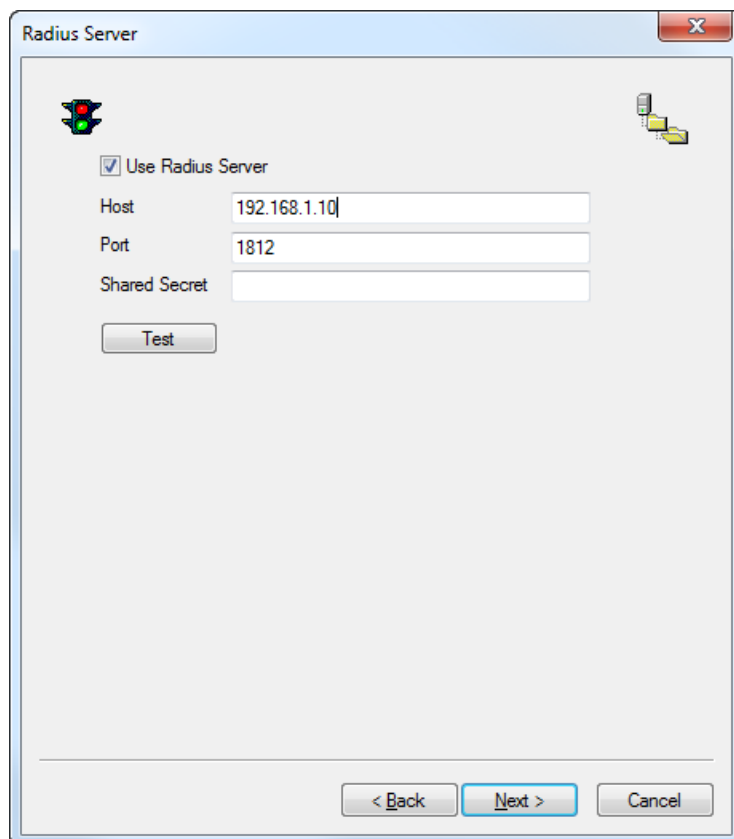 Radius Server
Use Radius Server
Host 192.168.1.10
Port 1812
Shared Secret
Test
< Back Next > Cancel